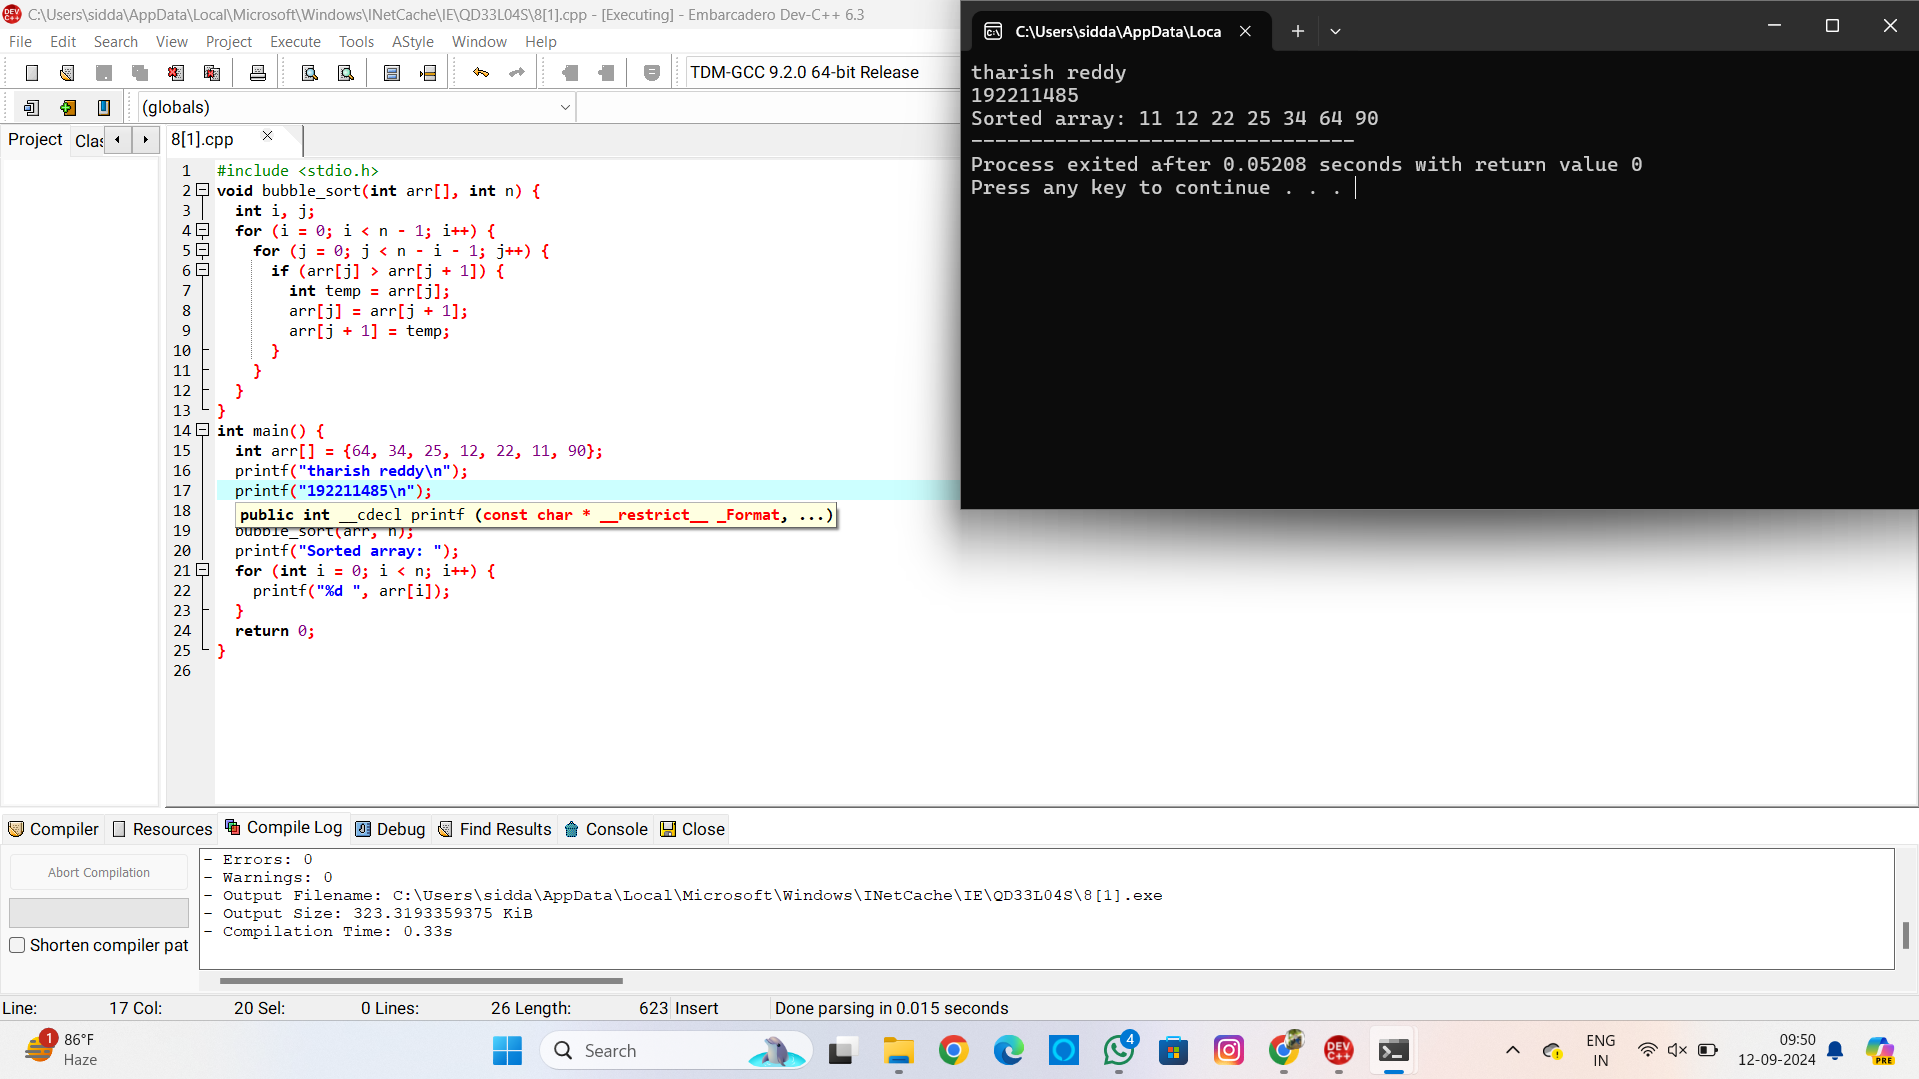 C:\Users\sidda\AppData\Local\Microsoft\Windows\INetCache\IE\QD33L04S\8[1].cpp - [Executing] - Embarcadero Dev-C++ 6.3
File Edit Search View Project Execute Tools AStyle Window Help
TDM-GCC 9.2.0 64-bit Release
(globals)
Project Clas 8[1].cpp
1 #include <stdio.h>
2 void bubble_sort(int arr[], int n) {
3 int i, j;
4 for (i = 0; i < n - 1; i++) {
5 for (j = 0; j < n - i - 1; j++) {
6 if (arr[j] > arr[j + 1]) {
7 int temp = arr[j];
8 arr[j] = arr[j + 1];
9 arr[j + 1] = temp;
10 }
11 }
12 }
13 }
14 int main() {
15 int arr[] = {64, 34, 25, 12, 22, 11, 90};
16 printf("tharish reddy\n");
17 printf("192211485\n");
18
public int __cdecl printf (const char * __restrict__ _Format, ...)
19 bubble_sort(arr, n);
20 printf("Sorted array: ");
21 for (int i = 0; i < n; i++) {
22 printf("%d ", arr[i]);
23 }
24 return 0;
25 }
26
C:\Users\sidda\AppData\Loca
tharish reddy
192211485
Sorted array: 11 12 22 25 34 64 90
--------------------------------
Process exited after 0.05208 seconds with return value 0
Press any key to continue . . .
Compiler Resources Compile Log Debug Find Results Console Close
Abort Compilation
Shorten compiler pat
- Errors: 0
- Warnings: 0
- Output Filename: C:\Users\sidda\AppData\Local\Microsoft\Windows\INetCache\IE\QD33L04S\8[1].exe
- Output Size: 323.3193359375 KiB
- Compilation Time: 0.33s
Line: 17 Col: 20 Sel: 0 Lines: 26 Length: 623 Insert Done parsing in 0.015 seconds
1
86°F
Haze
Search
4
DEV C++
ENG
IN
09:50
12-09-2024
PRE